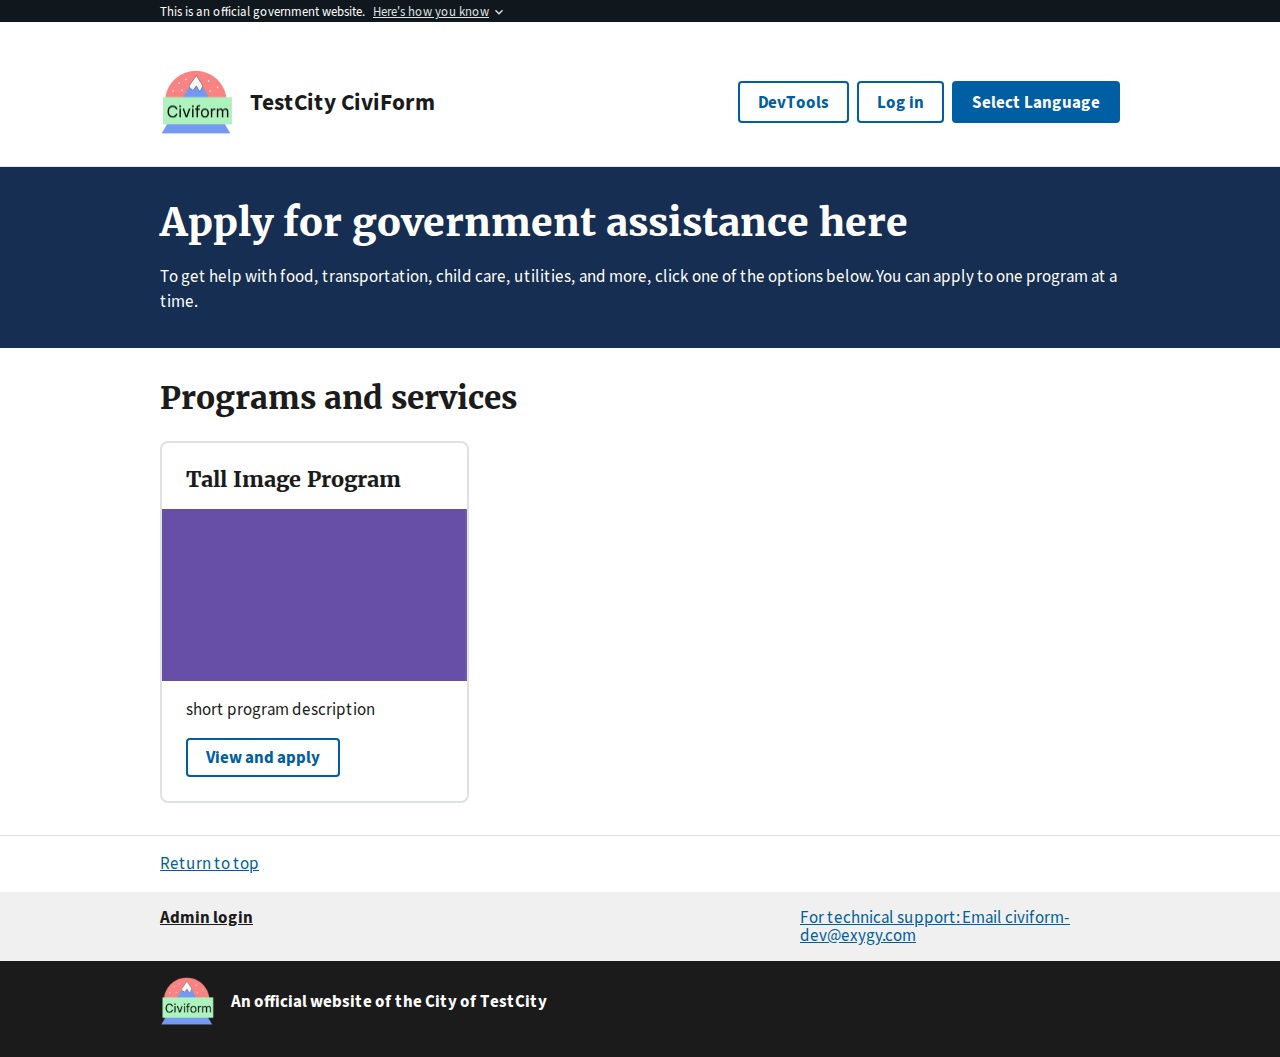 This is an official government website. Here's how you know
Civiform
TestCity CiviForm
DevTools
Log in
Select Language
Apply for government assistance here
To get help with food, transportation, child care, utilities, and more, click one of the options below. You can apply to one program at a
time.
Programs and services
Tall Image Program
short program description
View and apply
Return to top
Admin login
For technical support: Email civiform-
dev@exygy.com
Civiform
An official website of the City of TestCity